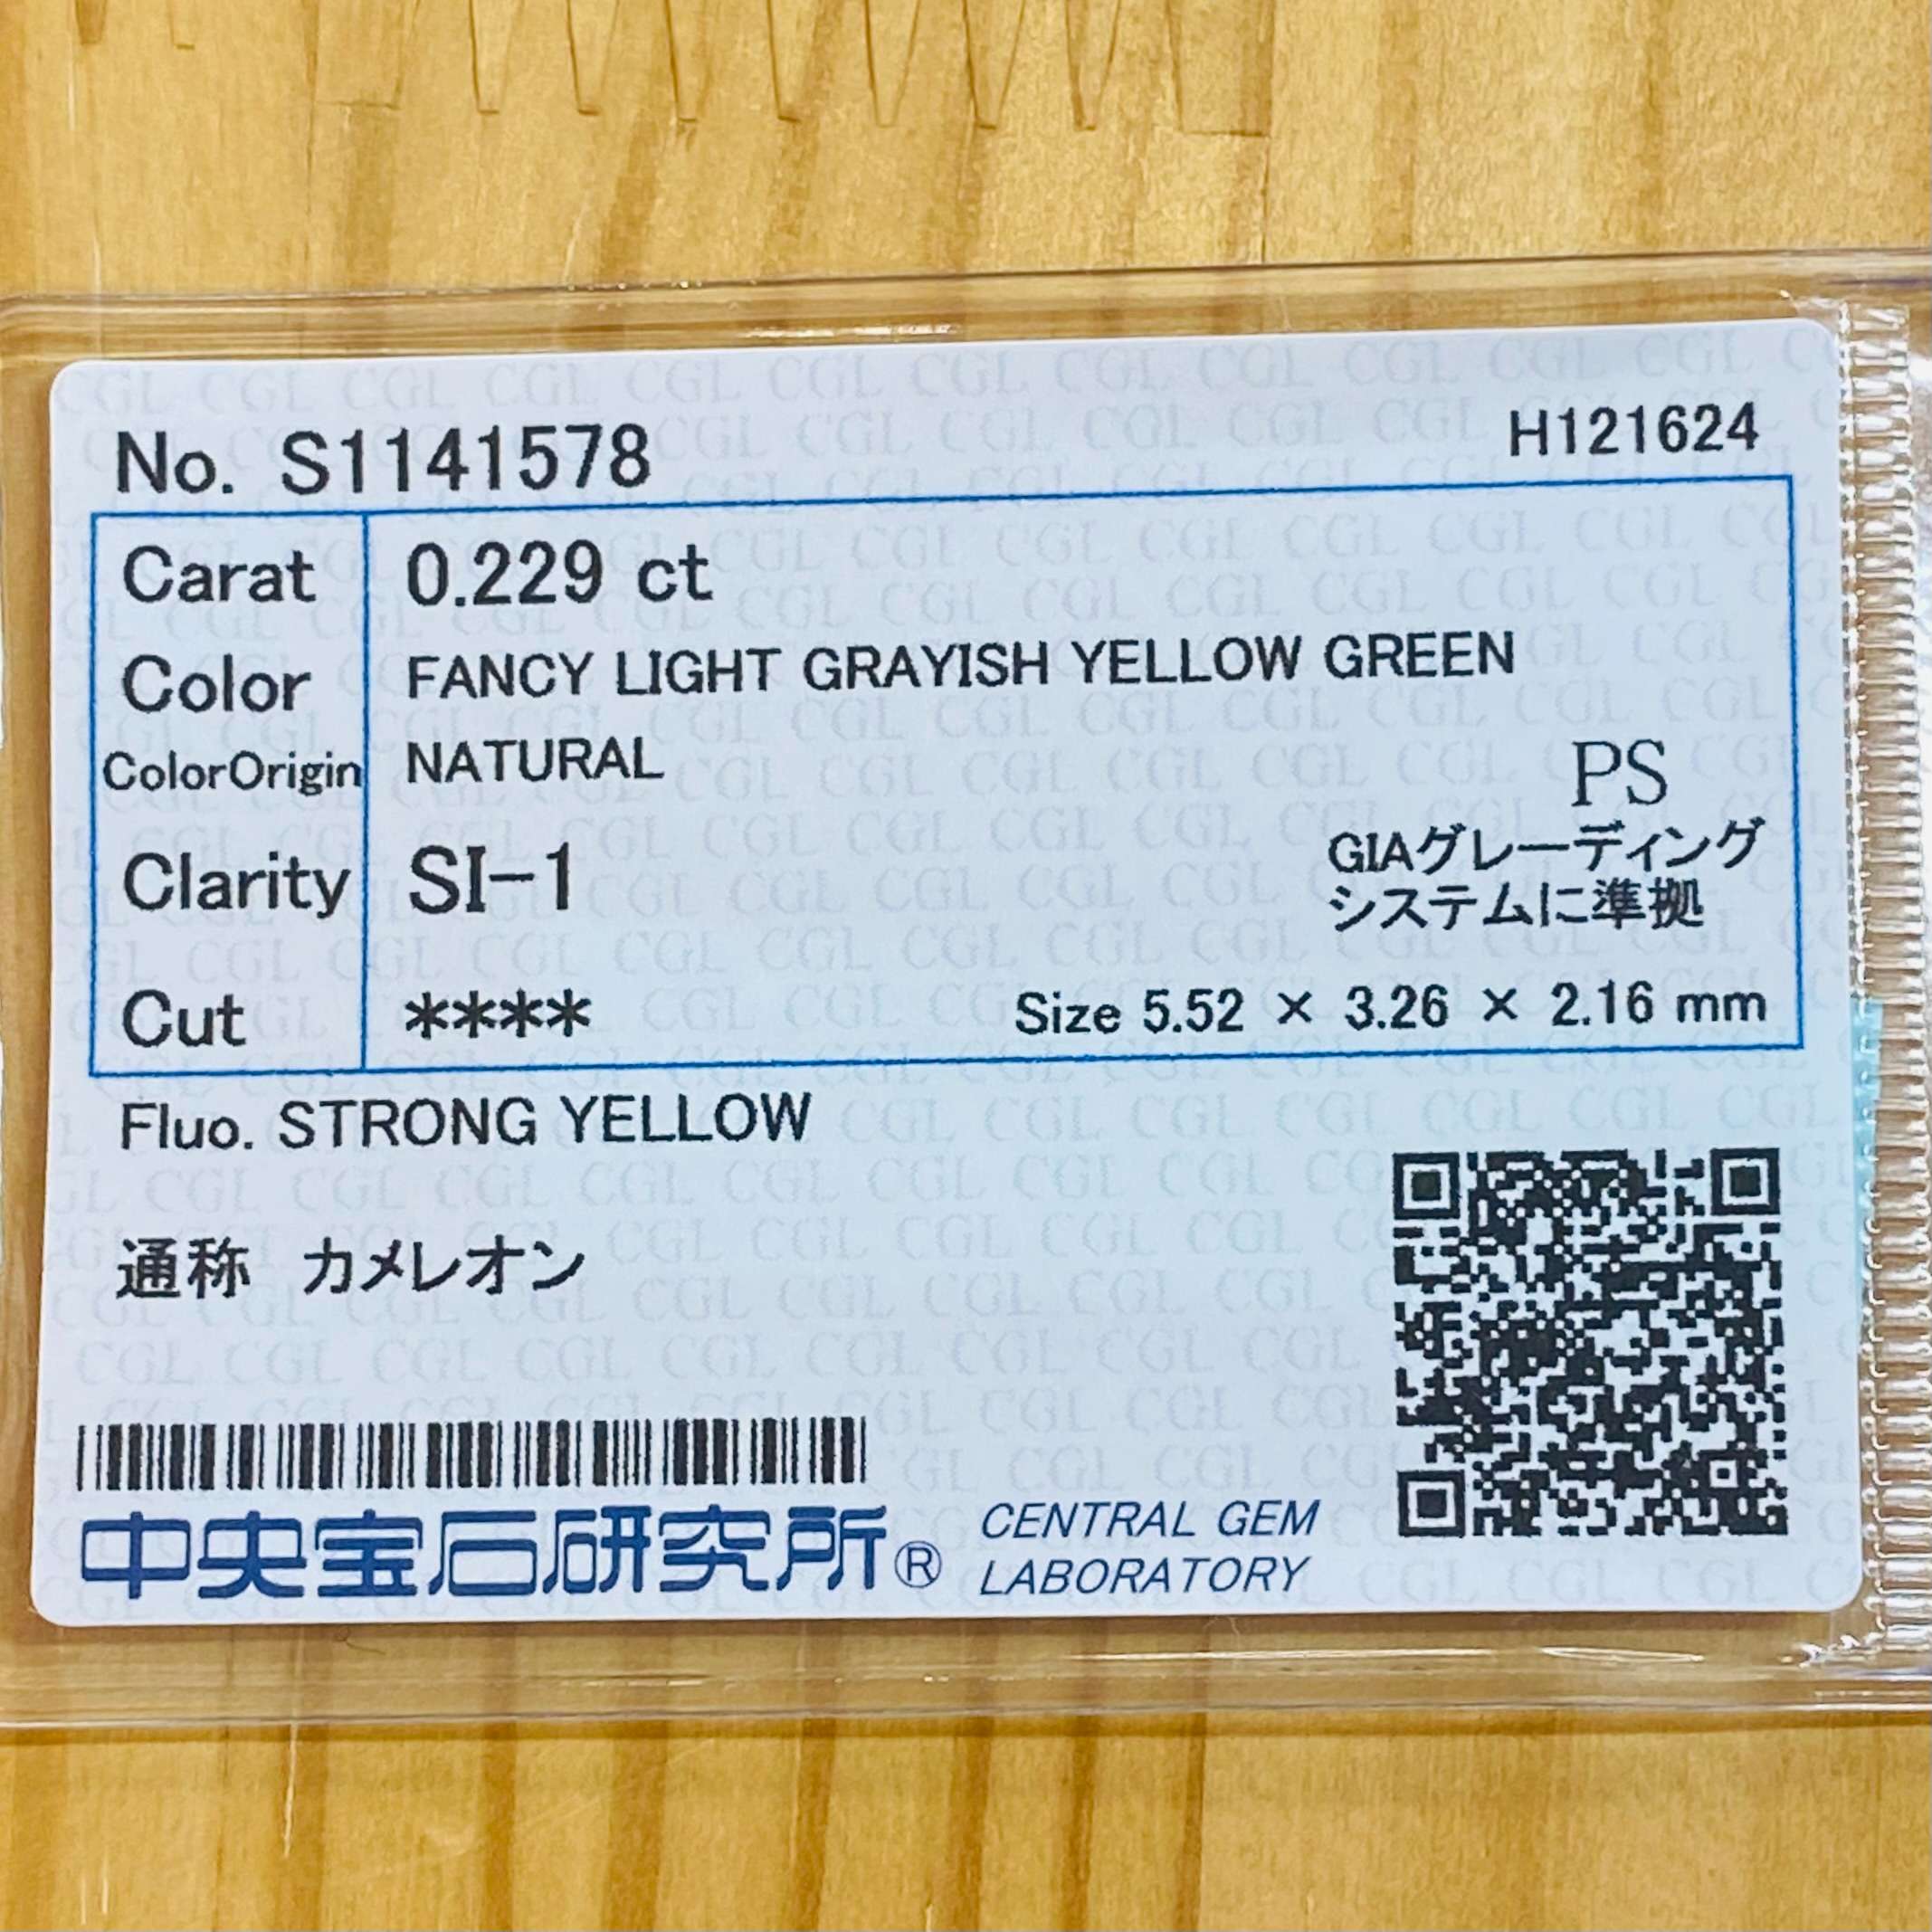 No. S1141578 H121624
Carat 0.229 ct
Color FANCY LIGHT GRAYISH YELLOW GREEN
ColorOrigin NATURAL
PS
Clarity SI-1
GIAグレーディング
システムに準拠
Cut **** Size 5.52 × 3.26 × 2.16 mm
Fluo. STRONG YELLOW
通称 カメレオン
中央宝石研究所® CENTRAL GEM
LABORATORY